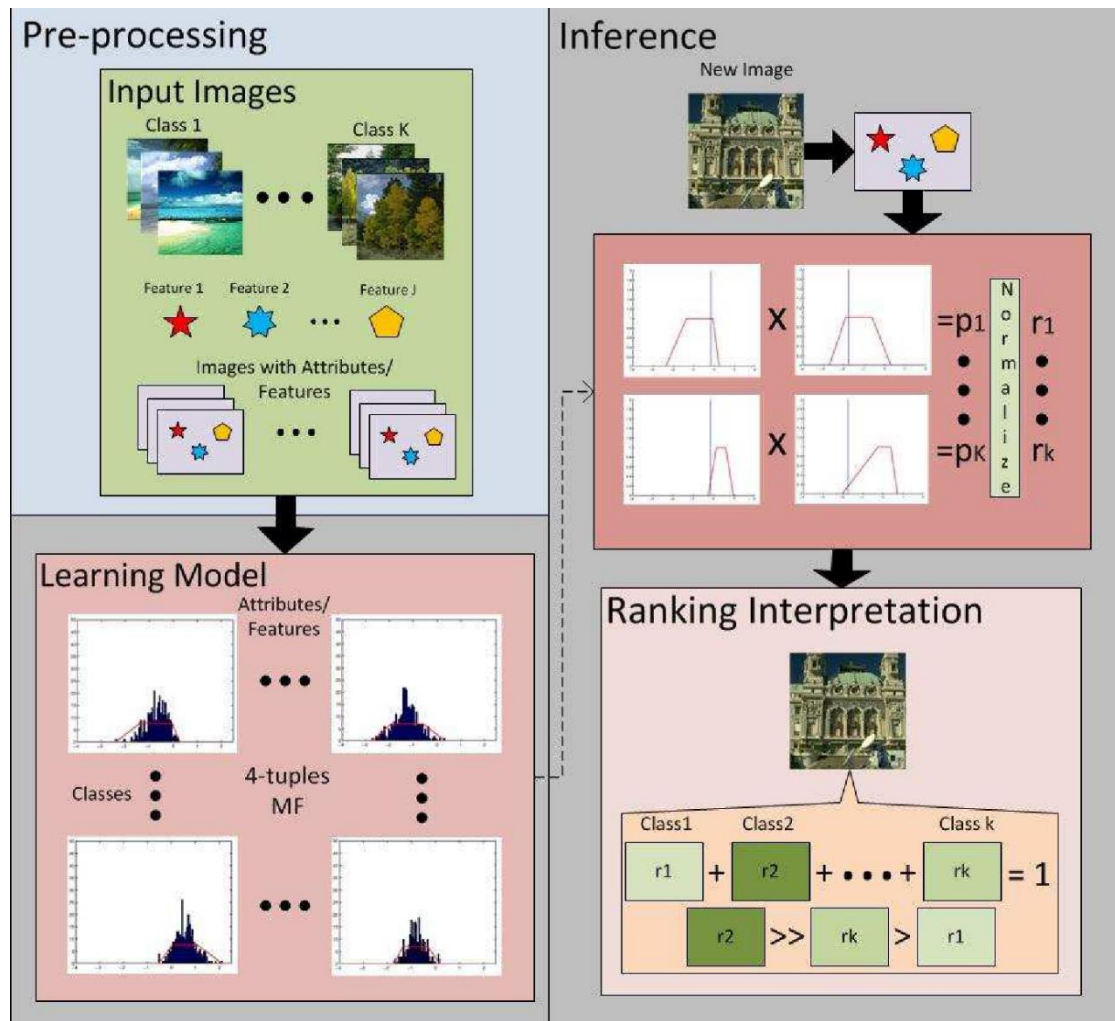 Pre-processing
Input Images
Class 1
Class K
Feature 1
Feature 2
Feature J
Images with Attributes/
Features
Learning Model
Attributes/
Features
Classes
4-tuples
MF
Inference
New Image
X
=p1
X
=pK
Normalize
r1
rk
Ranking Interpretation
Class1
Class2
Class k
r1 + r2 + + rk = 1
r2 >> rk > r1